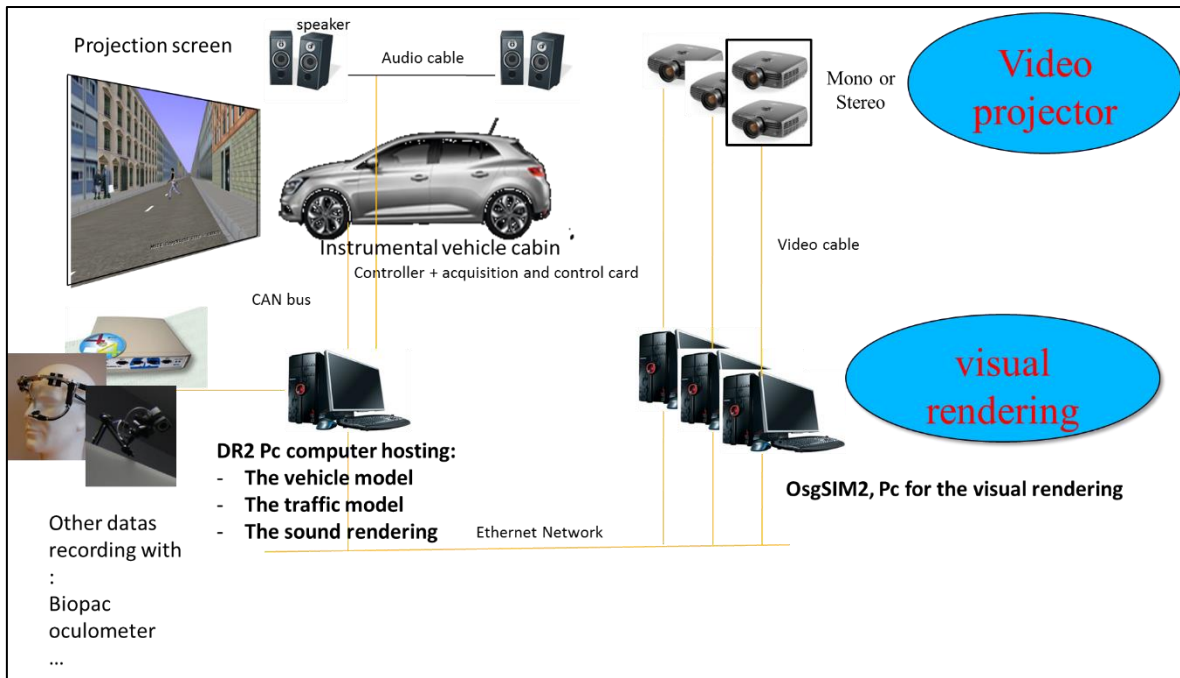 speaker
Projection screen
Audio cable
Mono or
Stereo
Video
projector
Instrumental vehicle cabin
Controller + acquisition and control card
Video cable
CAN bus
visual
rendering
DR2 Pc computer hosting:
- The vehicle model
- The traffic model
- The sound rendering
OsgSIM2, Pc for the visual rendering
Ethernet Network
Other datas
recording with
:
Biopac
oculometer
...